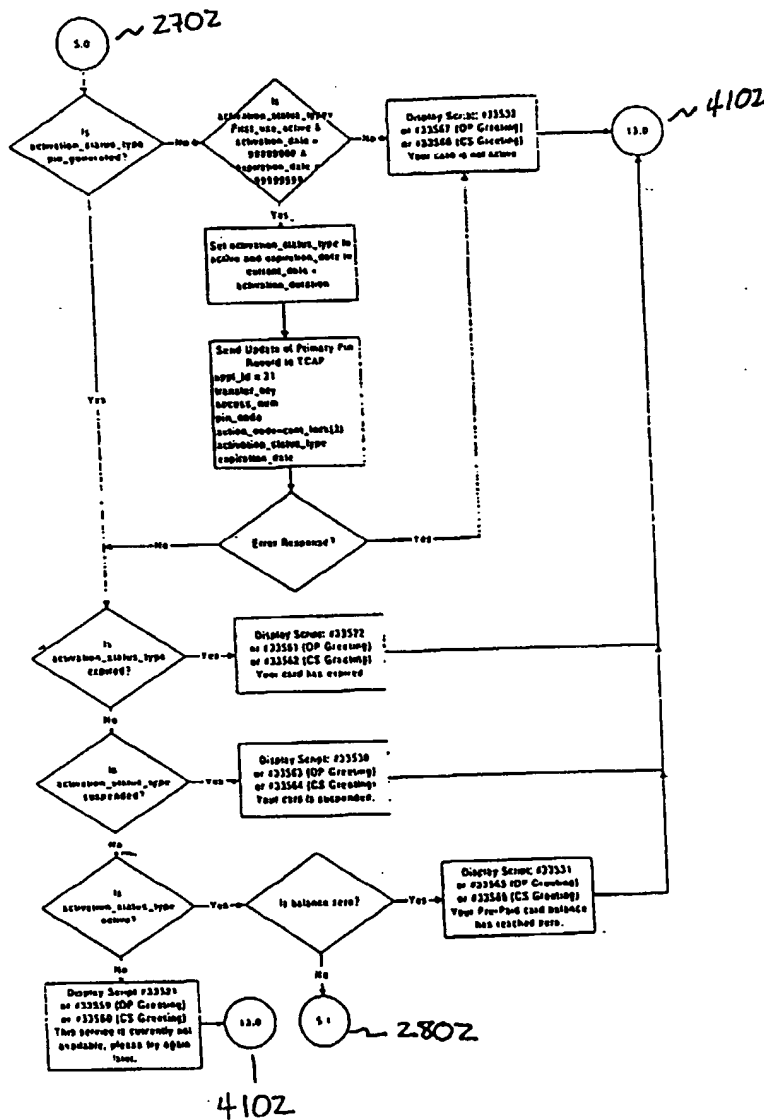 5.0
2702
Is
activation_status_type
pin_generated?
No
Is
activation_status_type=
First_use_active &
activation_date =
99999999 &
expiration_date =
99999999
No
Display Script: #33532
or #33567 (OP Greeting)
or #33568 (CS Greeting)
Your card is not active
13.0
4102
Yes
Set activation_status_type to
active and expiration_date to
current_date +
activation_duration
Send Update of Primary Pin
Record to TCAP
appl_id = 21
transfer_key
access_num
pin_code
activation_status_type
expiration_date
Yes
Error Response?
No
Yes
Is
activation_status_type
expired?
Yes
Display Script: #33522
or #33561 (OP Greeting)
or #33562 (CS Greeting)
Your card has expired
No
Is
activation_status_type
suspended?
Yes
Display Script: #33530
or #33563 (OP Greeting)
or #33564 (CS Greeting)
Your card is suspended.
No
Is
activation_status_type
active?
Yes
Is balance zero?
Yes
Display Script: #33531
or #33565 (OP Greeting)
or #33566 (CS Greeting)
Your Pre-Paid card balance
has reached zero.
No
No
Display Script #33521
or #33559 (OP Greeting)
or #33560 (CS Greeting)
This service is currently not
available, please try again
later.
13.0
4102
5.1
2802